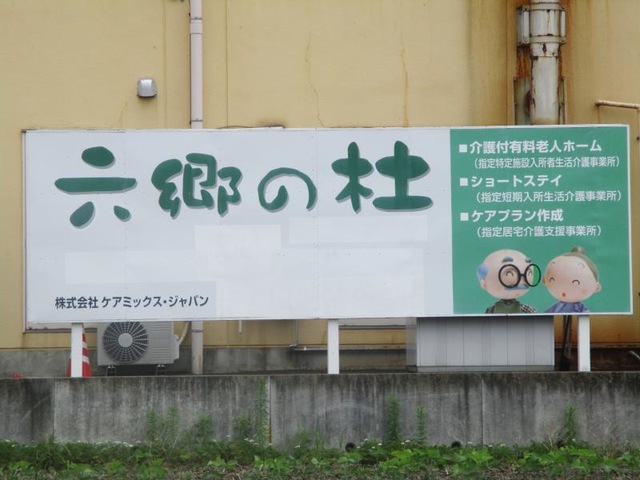 六郷の杜
株式会社 ケアミックス・ジャパン
■介護付有料老人ホーム
（指定特定施設入所者生活介護事業所）
■ショートステイ
（指定短期入所生活介護事業所）
■ケアプラン作成
（指定居宅介護支援事業所）